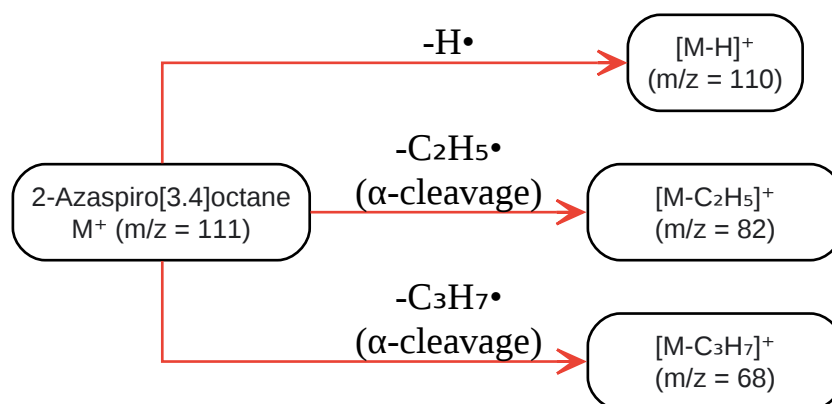 -H•
[M-H]⁺
(m/z = 110)
-C₂H₅•
(α-cleavage)
2-Azaspiro[3.4]octane
M⁺ (m/z = 111)
[M-C₂H₅]⁺
(m/z = 82)
-C₃H₇•
(α-cleavage)
[M-C₃H₇]⁺
(m/z = 68)